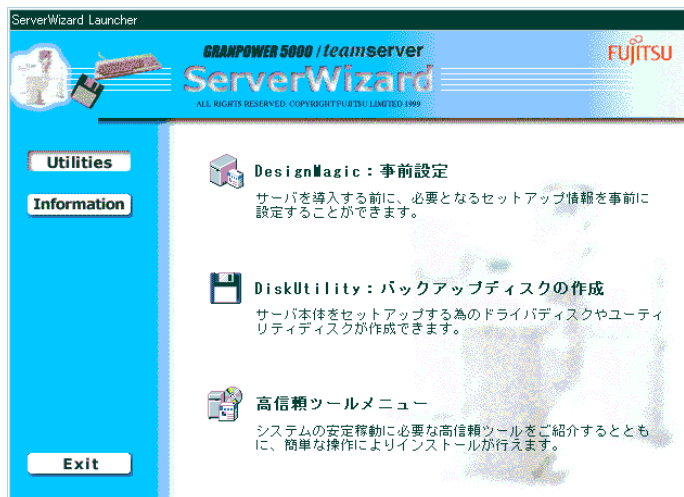 ServerWizard Launcher
GRANPOWER 5000 / teamserver
FUJITSU
ServerWizard
ALL RIGHTS RESERVED. COPYRIGHT FUJITSU LIMITED 1999
Utilities
Information
DesignMagic：事前設定
サーバを導入する前に、必要となるセットアップ情報を事前に
設定することができます。
DiskUtility：バックアップディスクの作成
サーバ本体をセットアップする為のドライバディスクやユーティ
リティディスクが作成できます。
高信頼ツールメニュー
システムの安定稼動に必要な高信頼ツールをご紹介するととも
に、簡単な操作によりインストールが行えます。
Exit